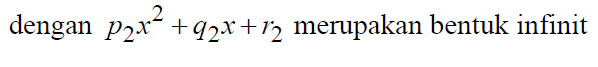 dengan p₂x² + q₂x + r₂ merupakan bentuk infinit